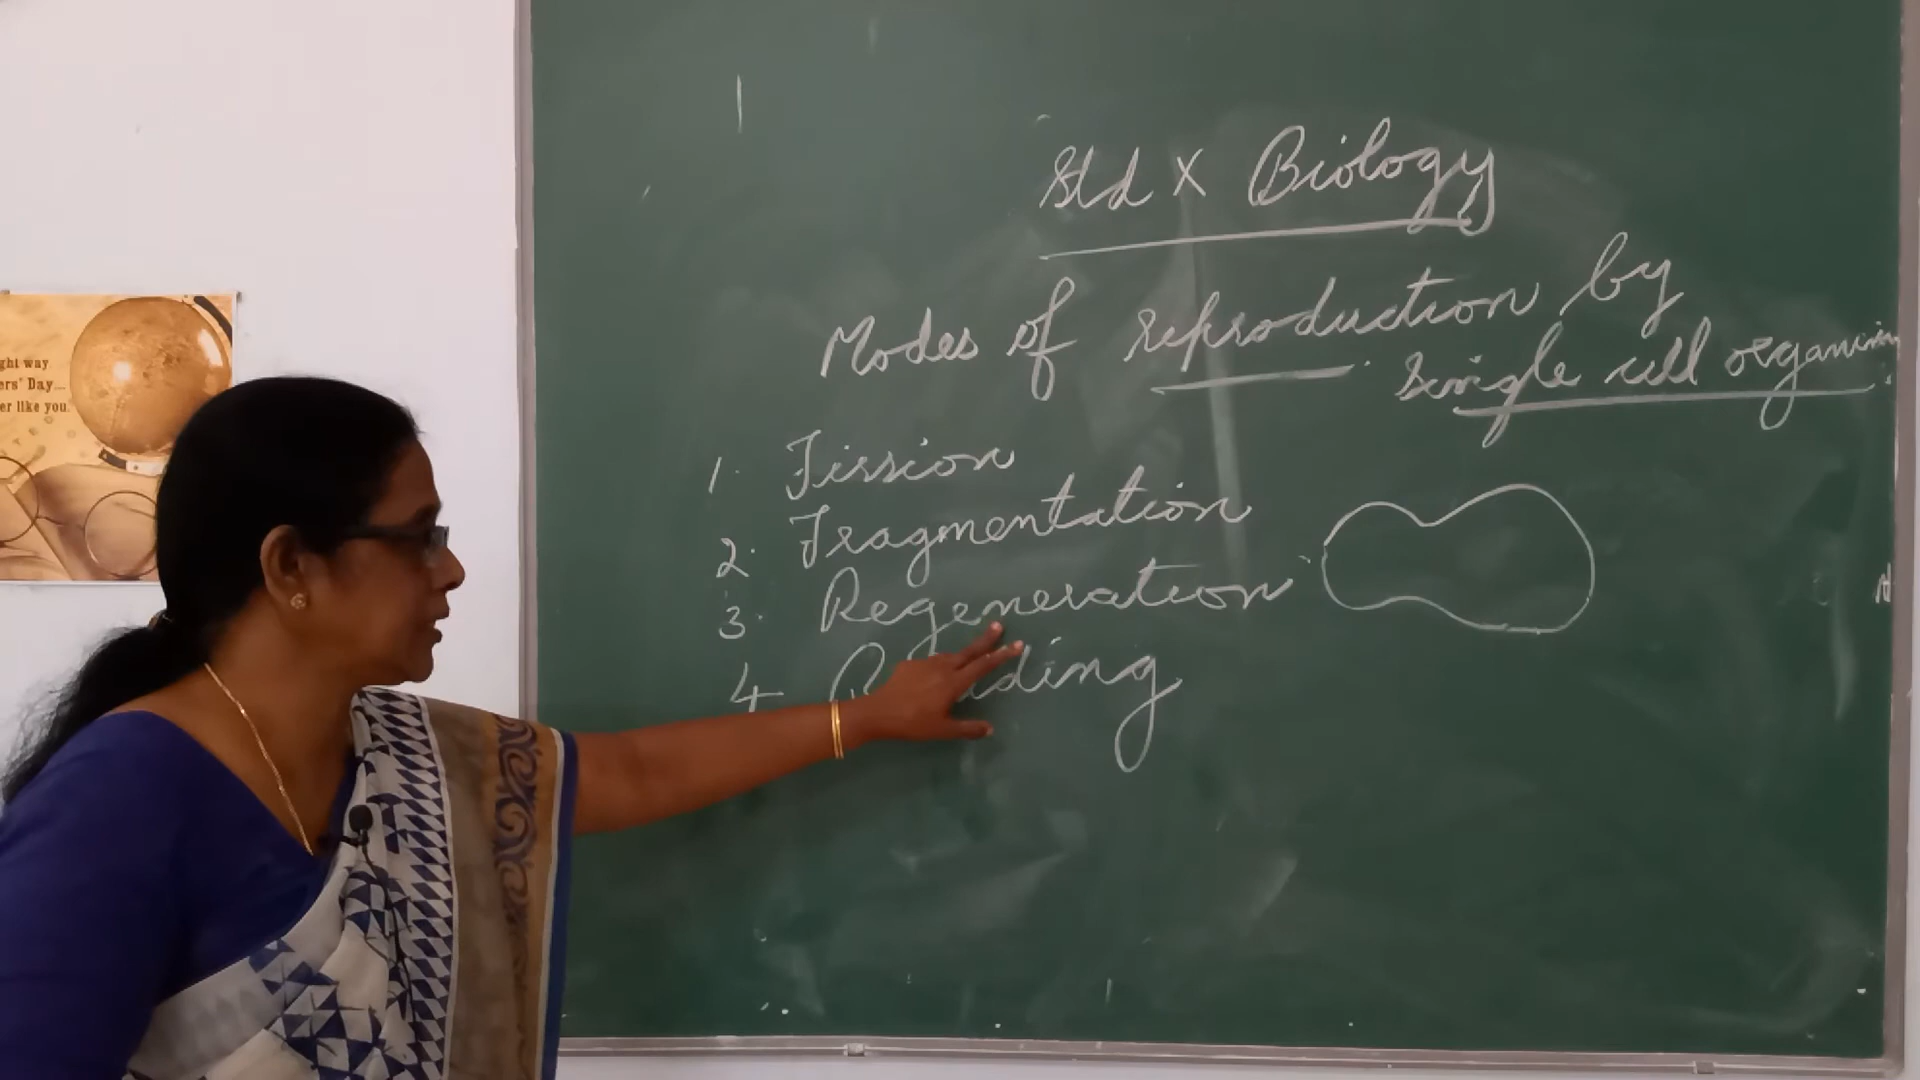 Std X Biology
Modes of reproduction by
Single cell organism
1. Fission
2. Fragmentation
3. Regeneration
4 Budding
ght way
ers' Day...
er like you.